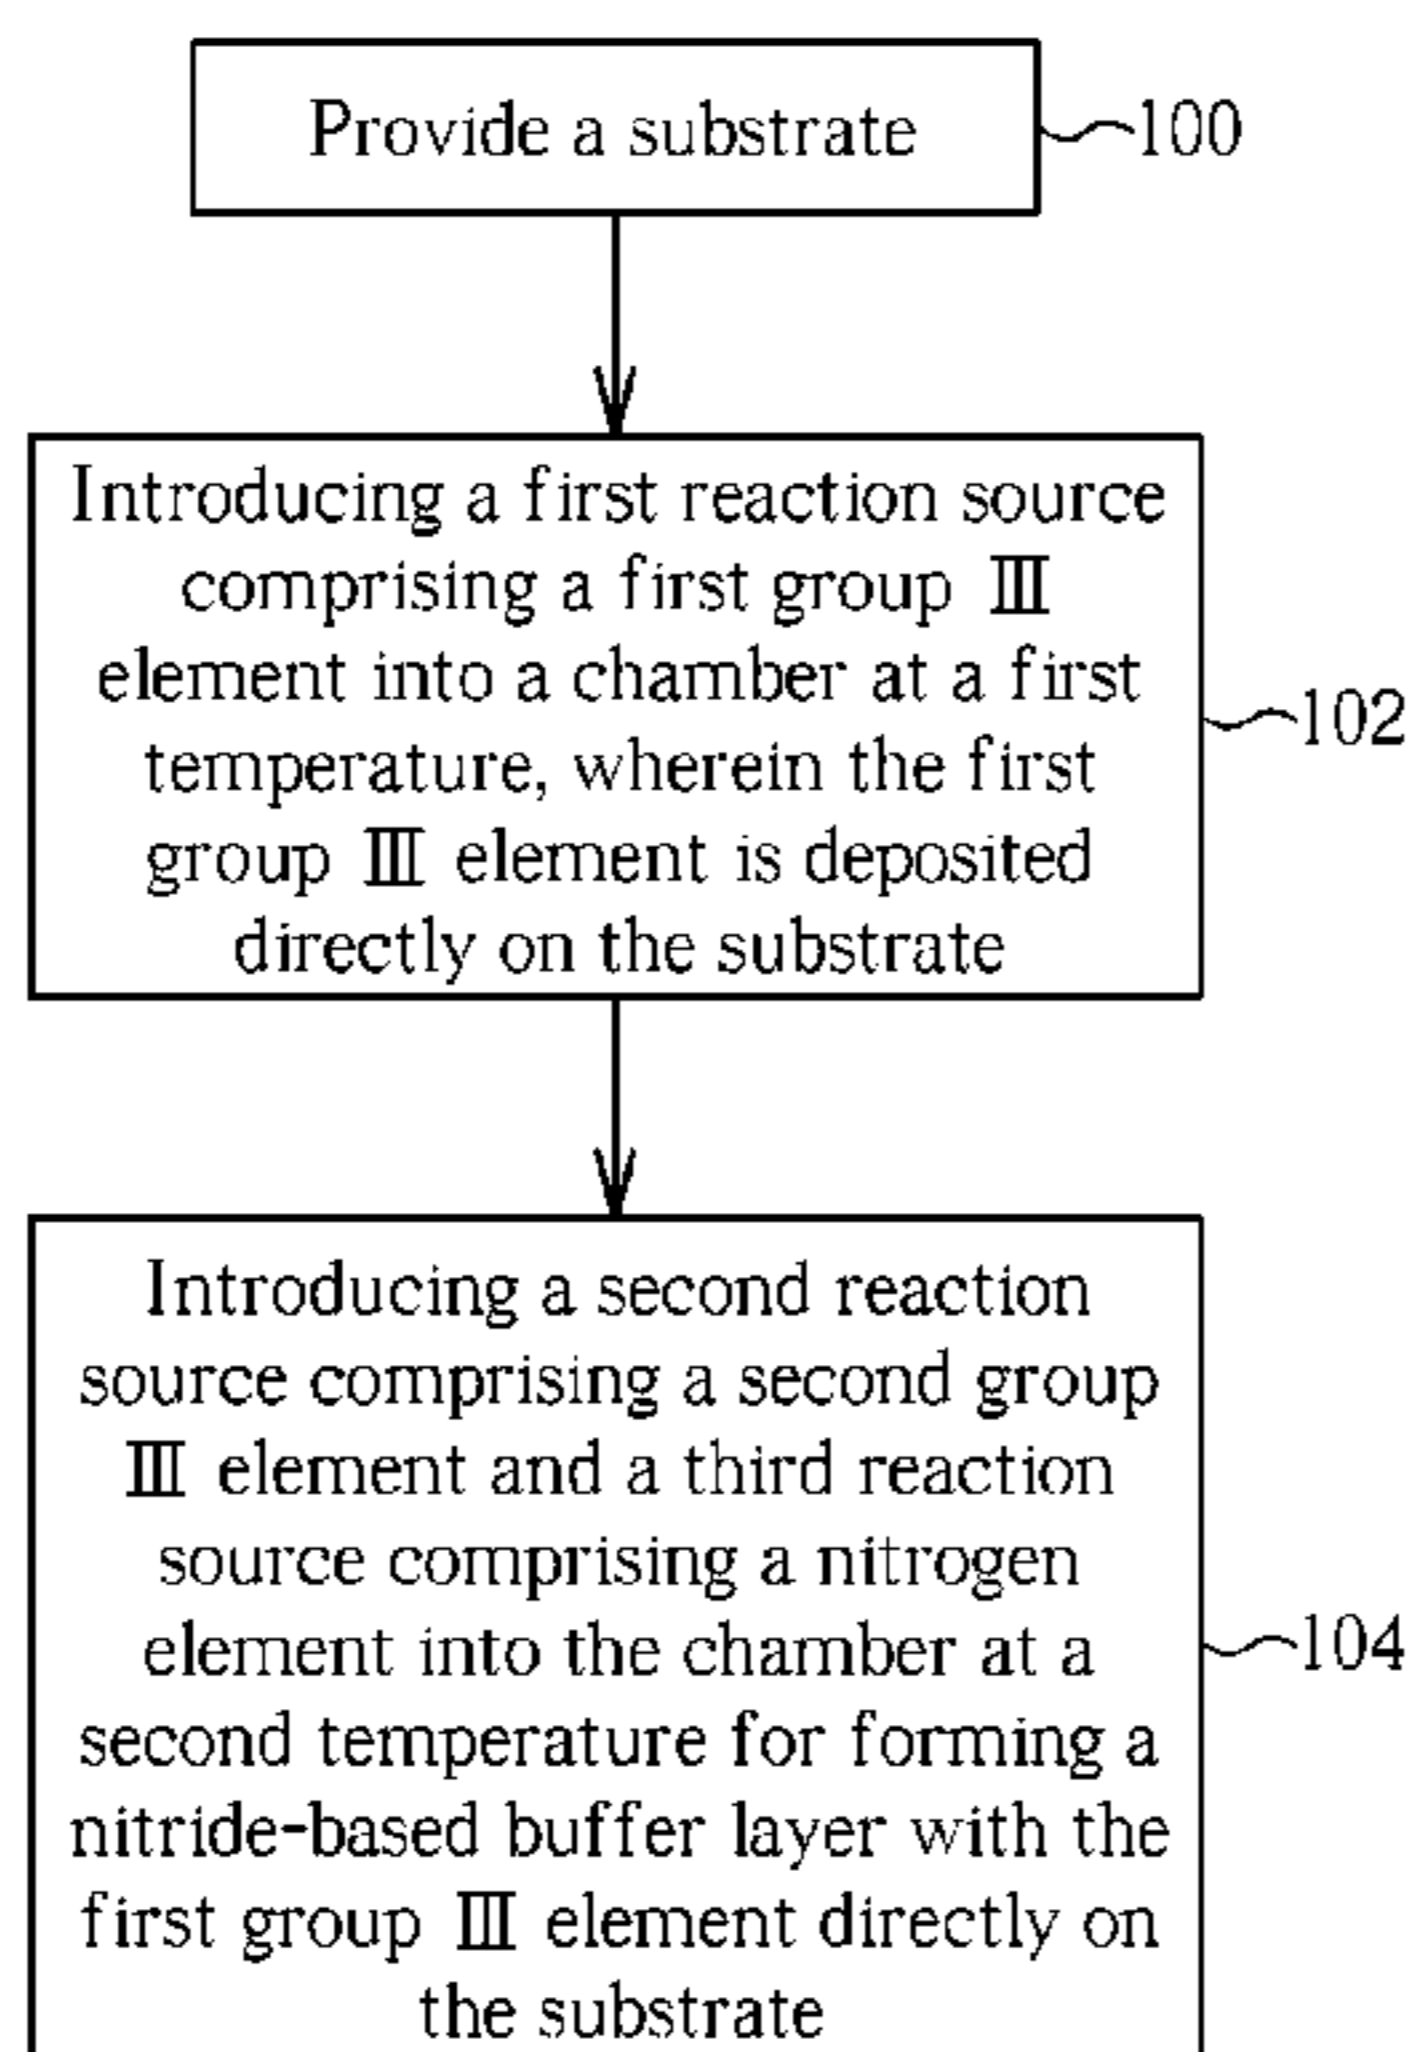 Provide a substrate
100
Introducing a first reaction source
comprising a first group III
element into a chamber at a first
temperature, wherein the first
group III element is deposited
directly on the substrate
102
Introducing a second reaction
source comprising a second group
III element and a third reaction
source comprising a nitrogen
element into the chamber at a
second temperature for forming a
nitride-based buffer layer with the
first group III element directly on
the substrate
104